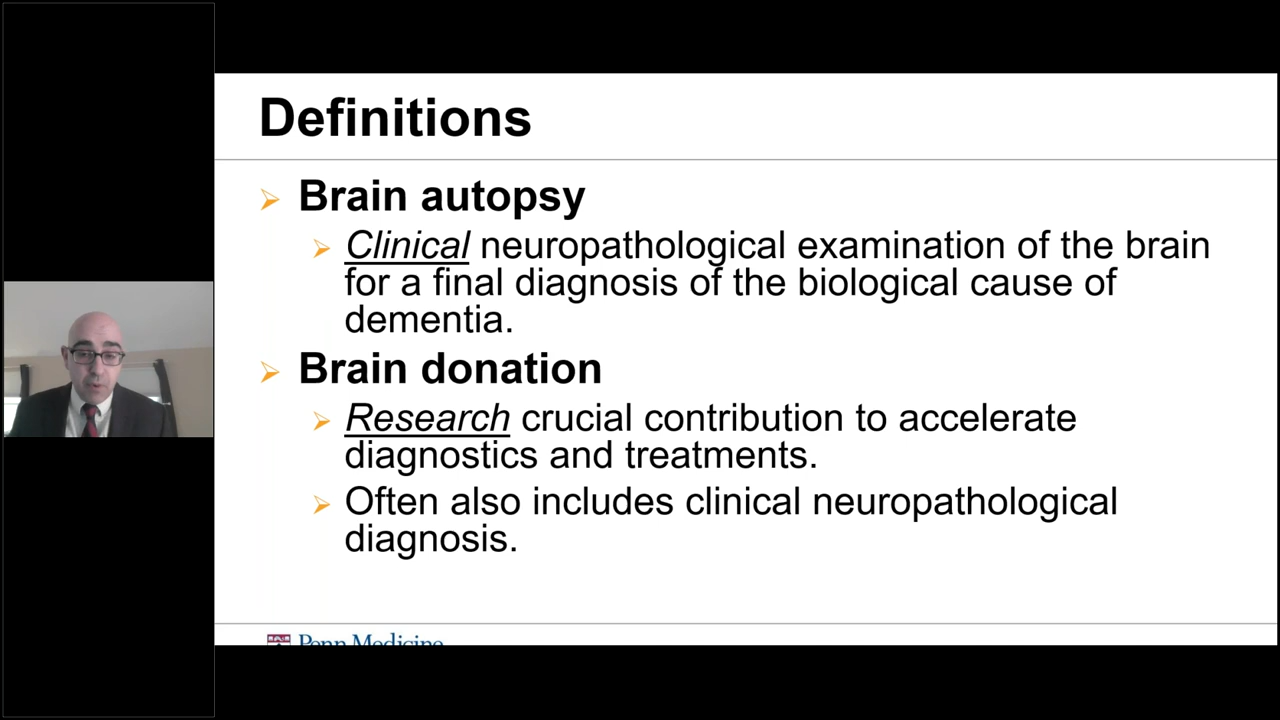 Definitions
Brain autopsy
Clinical neuropathological examination of the brain
for a final diagnosis of the biological cause of
dementia.
Brain donation
Research crucial contribution to accelerate
diagnostics and treatments.
Often also includes clinical neuropathological
diagnosis.
Penn Medicine